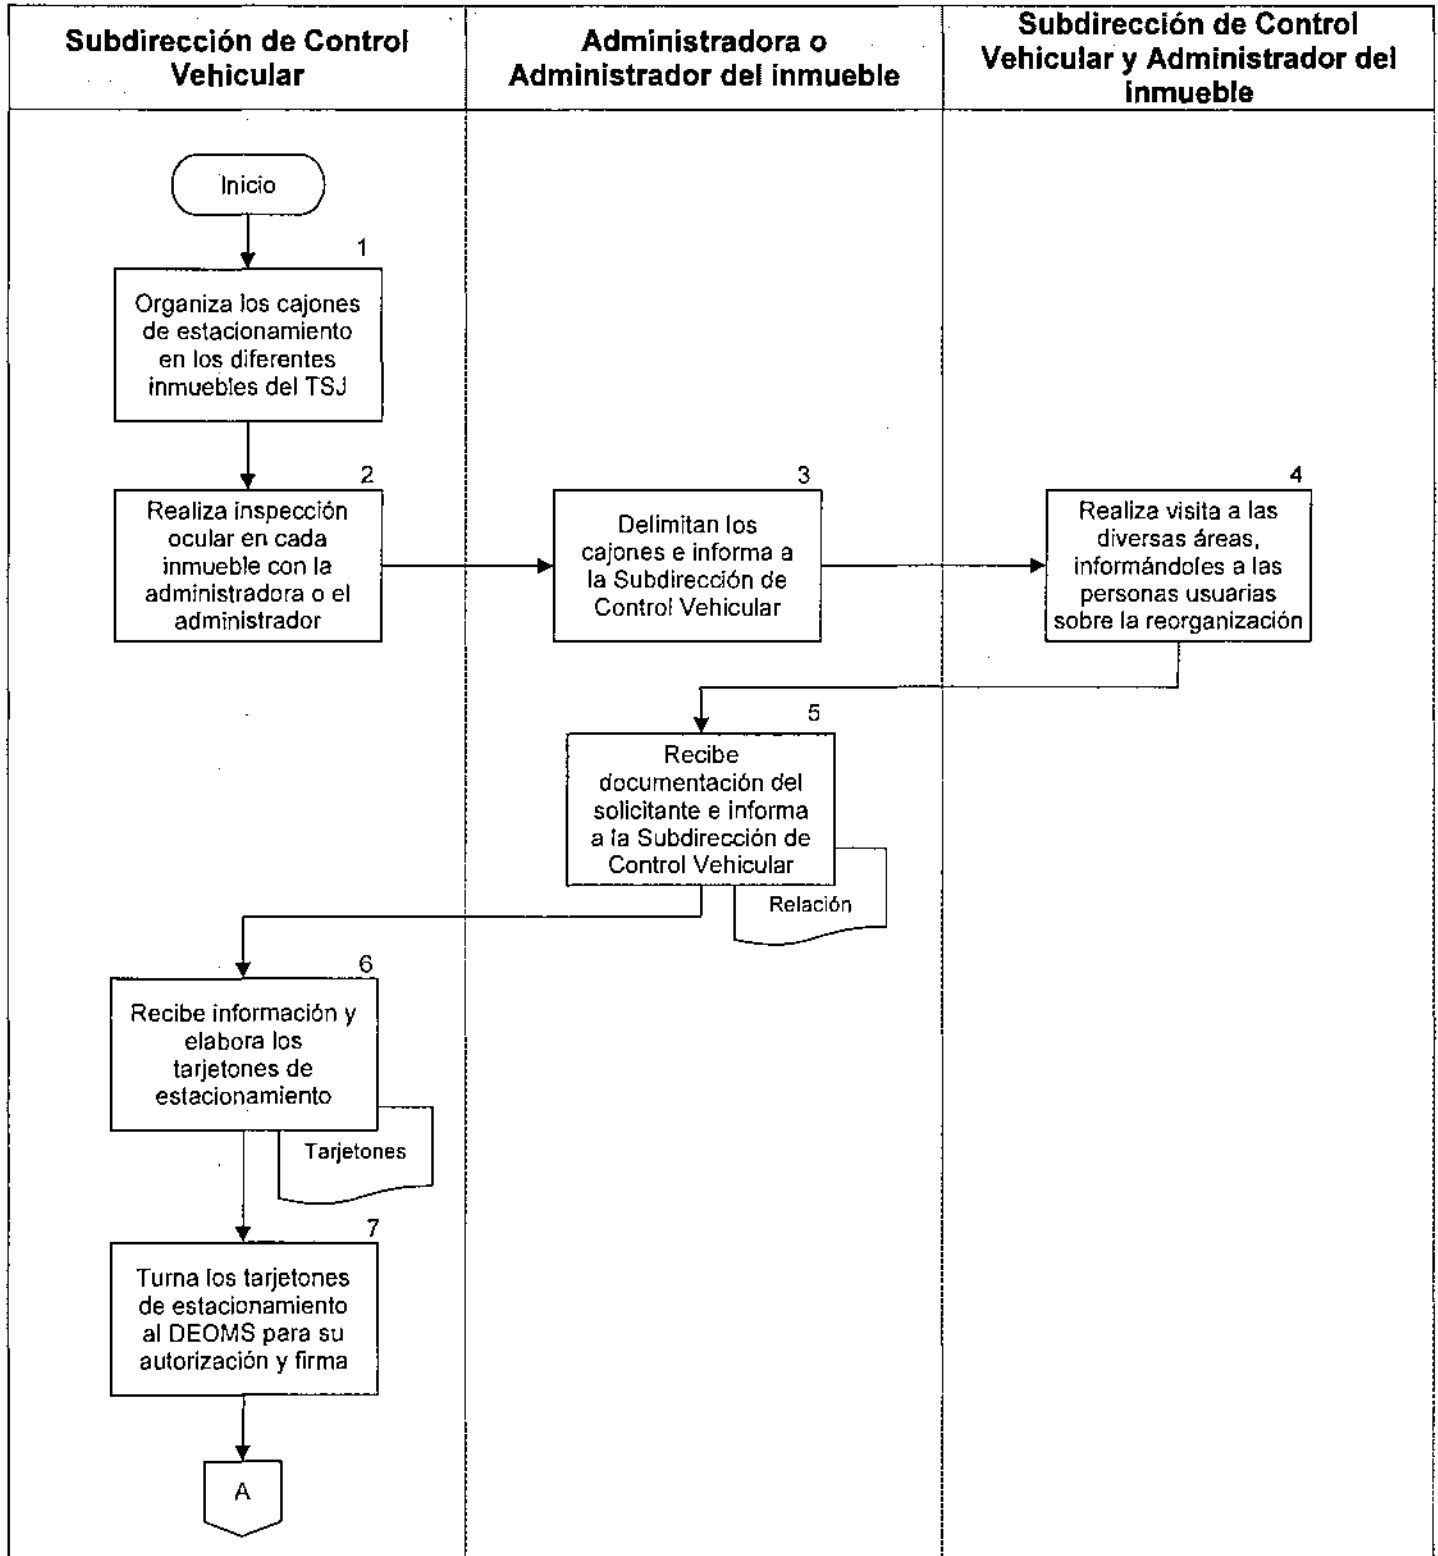 Subdirección de Control
Vehicular
Administradora o
Administrador del inmueble
Subdirección de Control
Vehicular y Administrador del
inmueble
Inicio
1
Organiza los cajones
de estacionamiento
en los diferentes
inmuebles del TSJ
2
Realiza inspección
ocular en cada
inmueble con la
administradora o el
administrador
3
Delimitan los
cajones e informa a
la Subdirección de
Control Vehicular
4
Realiza visita a las
diversas áreas,
informándoles a las
personas usuarias
sobre la reorganización
5
Recibe
documentación del
solicitante e informa
a la Subdirección de
Control Vehicular
Relación
6
Recibe información y
elabora los
tarjetones de
estacionamiento
Tarjetones
7
Turna los tarjetones
de estacionamiento
al DEOMS para su
autorización y firma
A